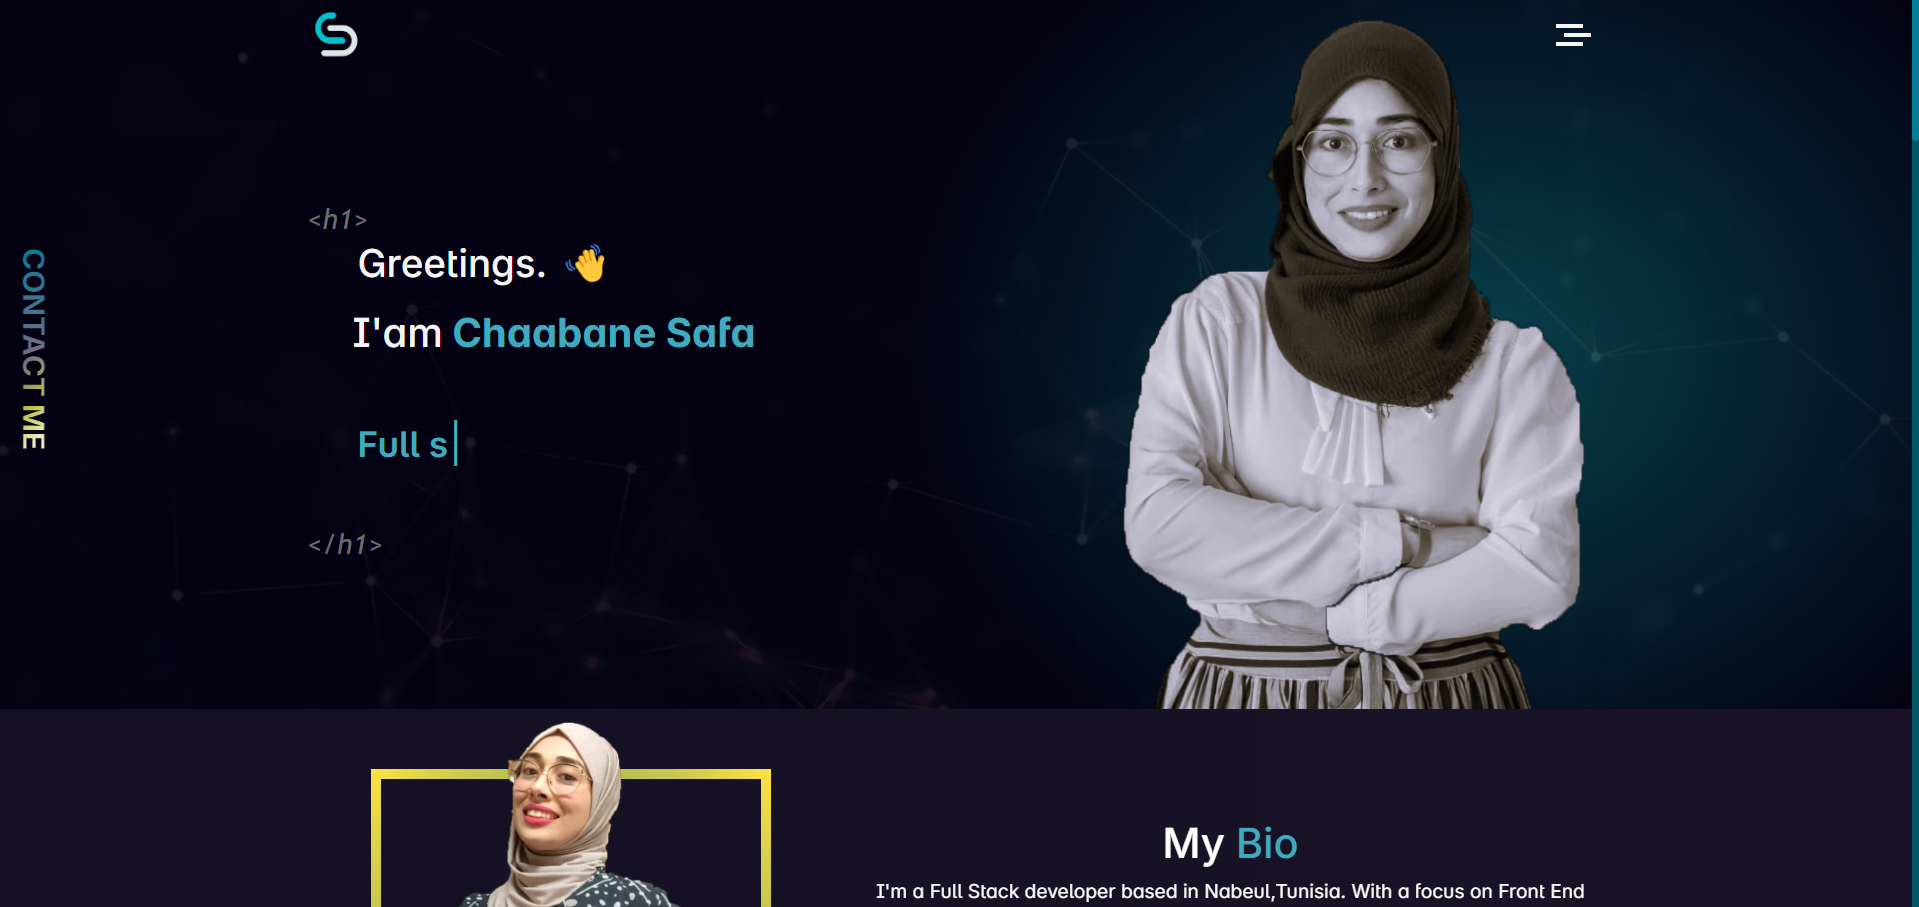 <h1>
Greetings. 👋
I'am Chaabane Safa
Full s
</h1>
CONTACT ME
My Bio
I'm a Full Stack developer based in Nabeul,Tunisia. With a focus on Front End